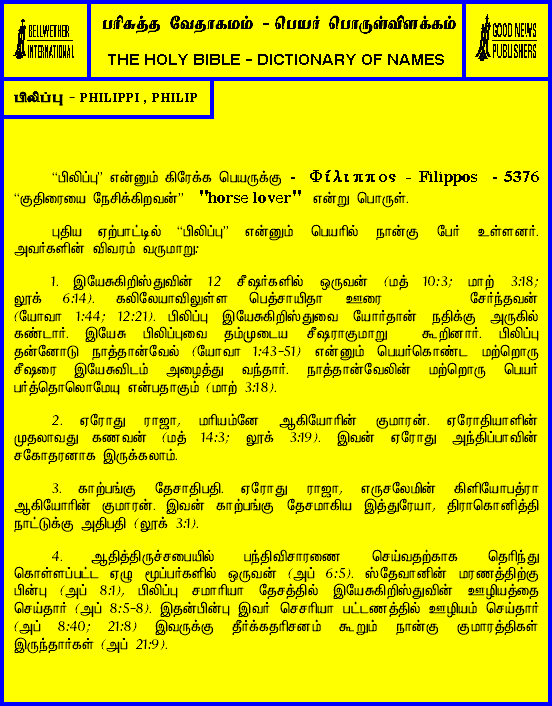 BELLWETHER
INTERNATIONAL
பரிசுத்த வேதாகமம் - பெயர் பொருள்விளக்கம்
THE HOLY BIBLE - DICTIONARY OF NAMES
GOOD NEWS
PUBLISHERS
பிலிப்பு - PHILIPPI , PHILIP
“பிலிப்பு” என்னும் கிரேக்க பெயருக்கு - Φίλιππος - Filippos - 5376
“குதிரையை நேசிக்கிறவன்” "horse lover" என்று பொருள்.
புதிய ஏற்பாட்டில் “பிலிப்பு” என்னும் பெயரில் நான்கு பேர் உள்ளனர்.
அவர்களின் விவரம் வருமாறு:
1. இயேசுகிறிஸ்துவின் 12 சீஷர்களில் ஒருவன் (மத் 10:3; மாற் 3:18;
லூக் 6:14). கலிலேயாவிலுள்ள பெத்சாயிதா ஊரை சேர்ந்தவன்
(யோவா 1:44; 12:21). பிலிப்பு இயேசுகிறிஸ்துவை யோர்தான் நதிக்கு அருகில்
கண்டார். இயேசு பிலிப்புவை தம்முடைய சீஷராகுமாறு கூறினார். பிலிப்பு
தன்னோடு நாத்தான்வேல் (யோவா 1:43-51) என்னும் பெயர்கொண்ட மற்றொரு
சீஷரை இயேசுவிடம் அழைத்து வந்தார். நாத்தான்வேலின் மற்றொரு பெயர்
பர்த்தொலொமேயு என்பதாகும் (மாற் 3:18).
2. ஏரோது ராஜா, மரியம்னே ஆகியோரின் குமாரன். ஏரோதியாளின்
முதலாவது கணவன் (மத் 14:3; லூக் 3:19). இவன் ஏரோது அந்திப்பாவின்
சகோதரனாக இருக்கலாம்.
3. காற்பங்கு தேசாதிபதி. ஏரோது ராஜா, எருசலேமின் கிளியோபத்ரா
ஆகியோரின் குமாரன். இவன் காற்பங்கு தேசமாகிய இத்துரேயா, திராகொனித்தி
நாட்டுக்கு அதிபதி (லூக் 3:1).
4. ஆதித்திருச்சபையில் பந்திவிசாரணை செய்வதற்காக தெரிந்து
கொள்ளப்பட்ட ஏழு மூப்பர்களில் ஒருவன் (அப் 6:5). ஸ்தேவானின் மரணத்திற்கு
பின்பு (அப் 8:1), பிலிப்பு சமாரியா தேசத்தில் இயேசுகிறிஸ்துவின் ஊழியத்தை
செய்தார் (அப் 8:5-8). இதன்பின்பு இவர் செசரியா பட்டணத்தில் ஊழியம் செய்தார்
(அப் 8:40; 21:8) இவருக்கு தீர்க்கதரிசனம் கூறும் நான்கு குமாரத்திகள்
இருந்தார்கள் (அப் 21:9).